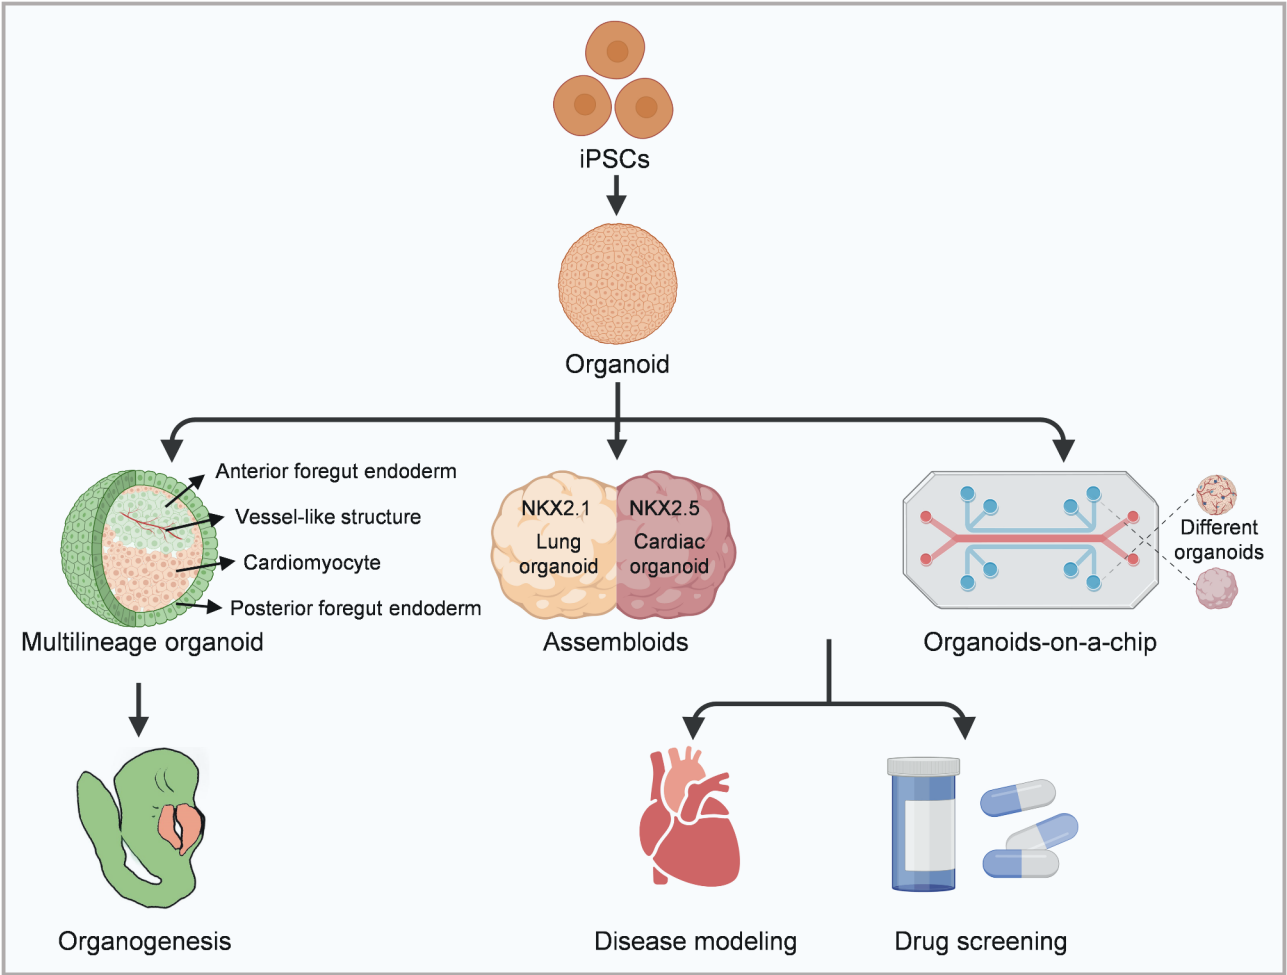 iPSCs
Organoid
Anterior foregut endoderm
Vessel-like structure
Cardiomyocyte
Posterior foregut endoderm
Multilineage organoid
NKX2.1
Lung
organoid
NKX2.5
Cardiac
organoid
Assembloids
Different
organoids
Organoids-on-a-chip
Organogenesis
Disease modeling
Drug screening